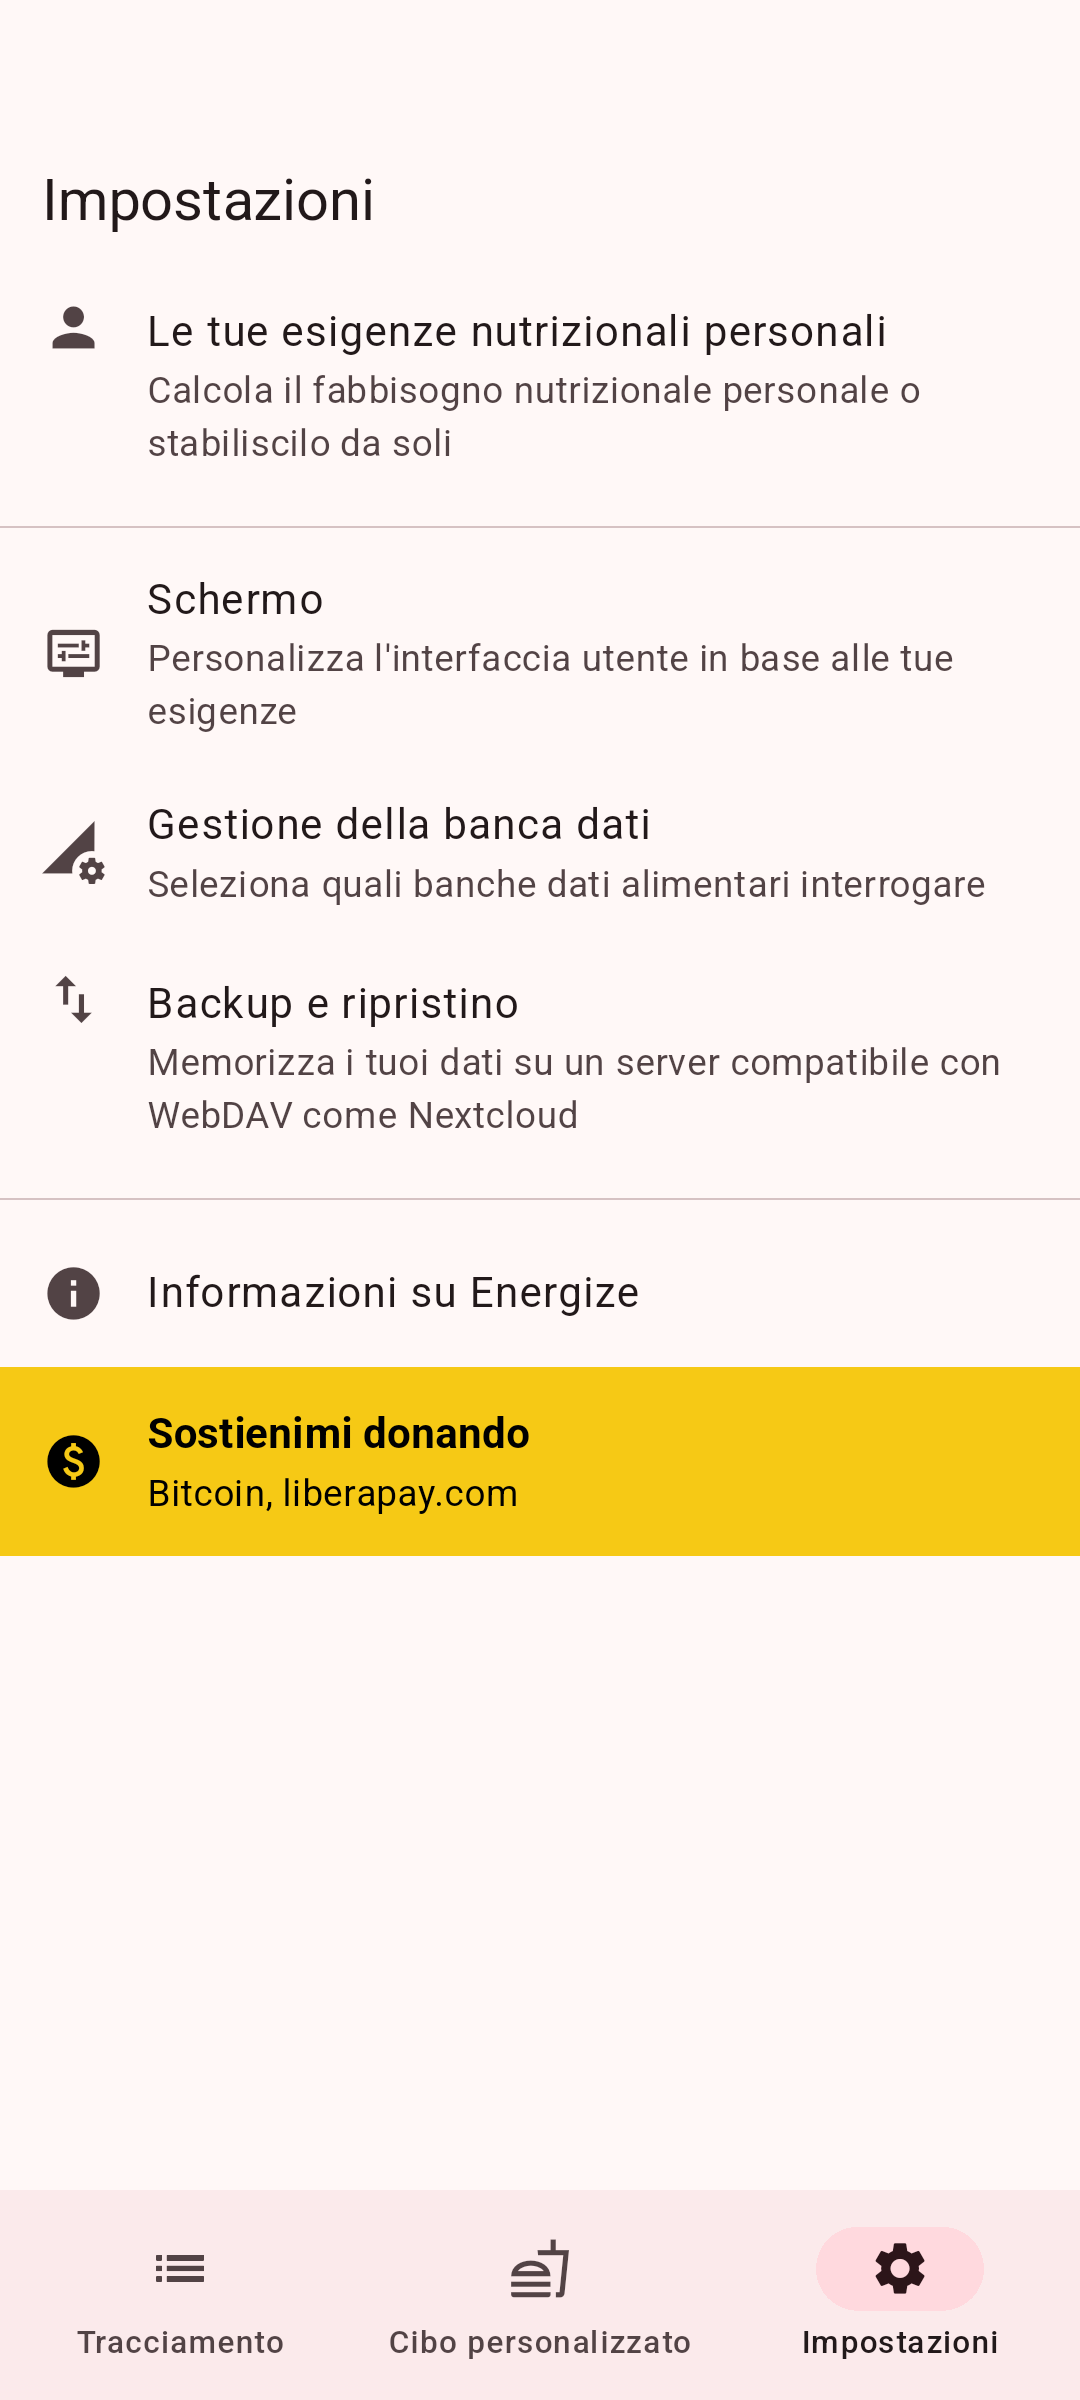 Impostazioni
Le tue esigenze nutrizionali personali
Calcola il fabbisogno nutrizionale personale o
stabiliscilo da soli
Schermo
Personalizza l'interfaccia utente in base alle tue
esigenze
Gestione della banca dati
Seleziona quali banche dati alimentari interrogare
Backup e ripristino
Memorizza i tuoi dati su un server compatibile con
WebDAV come Nextcloud
Informazioni su Energize
Sostienimi donando
Bitcoin, liberapay.com
Tracciamento
Cibo personalizzato
Impostazioni